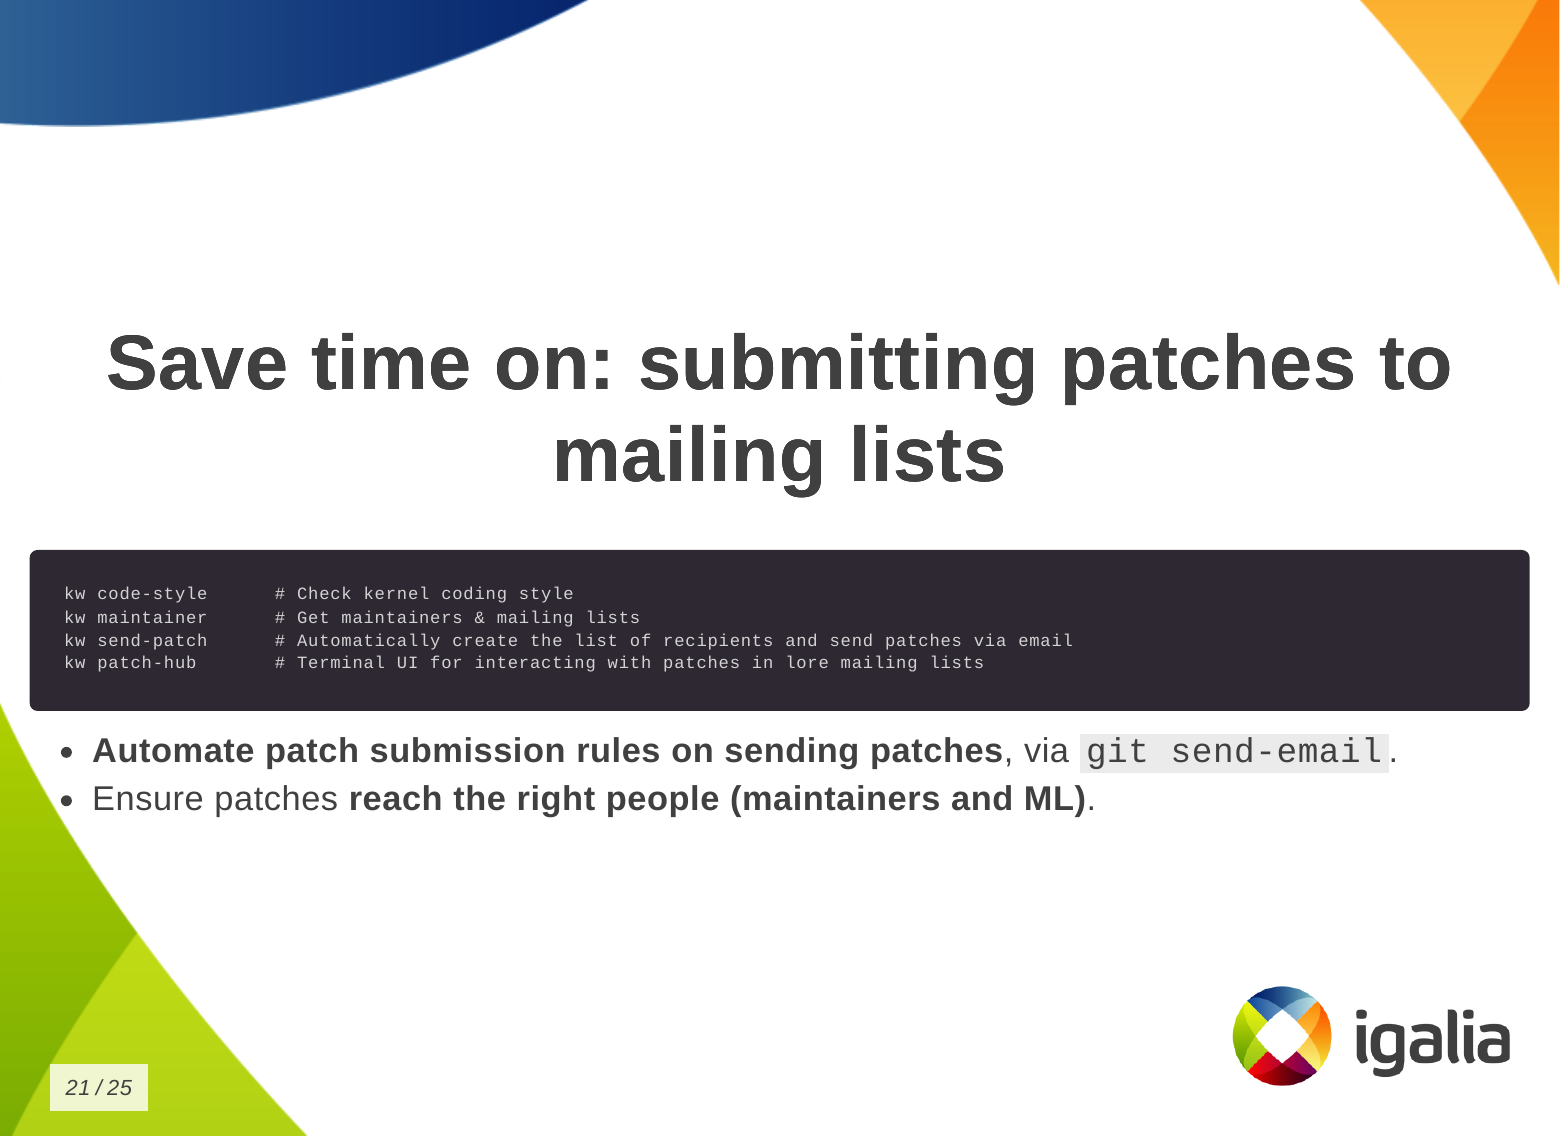 Save time on: submitting patches to
mailing lists
kw code-style      # Check kernel coding style
kw maintainer      # Get maintainers & mailing lists
kw send-patch      # Automatically create the list of recipients and send patches via email
kw patch-hub       # Terminal UI for interacting with patches in lore mailing lists
• Automate patch submission rules on sending patches, via git send-email.
• Ensure patches reach the right people (maintainers and ML).
igalia
21 / 25